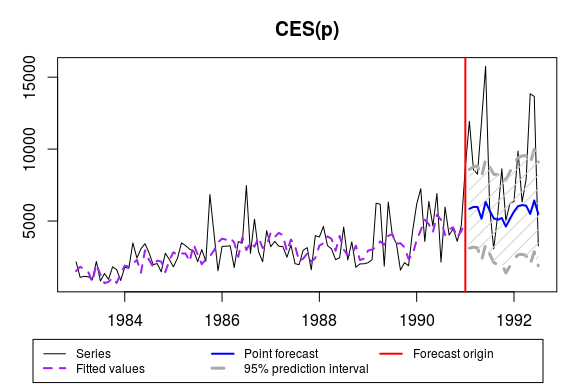 CES(p)
15000
10000
5000
1984 1986 1988 1990 1992
Series Point forecast Forecast origin
Fitted values 95% prediction interval